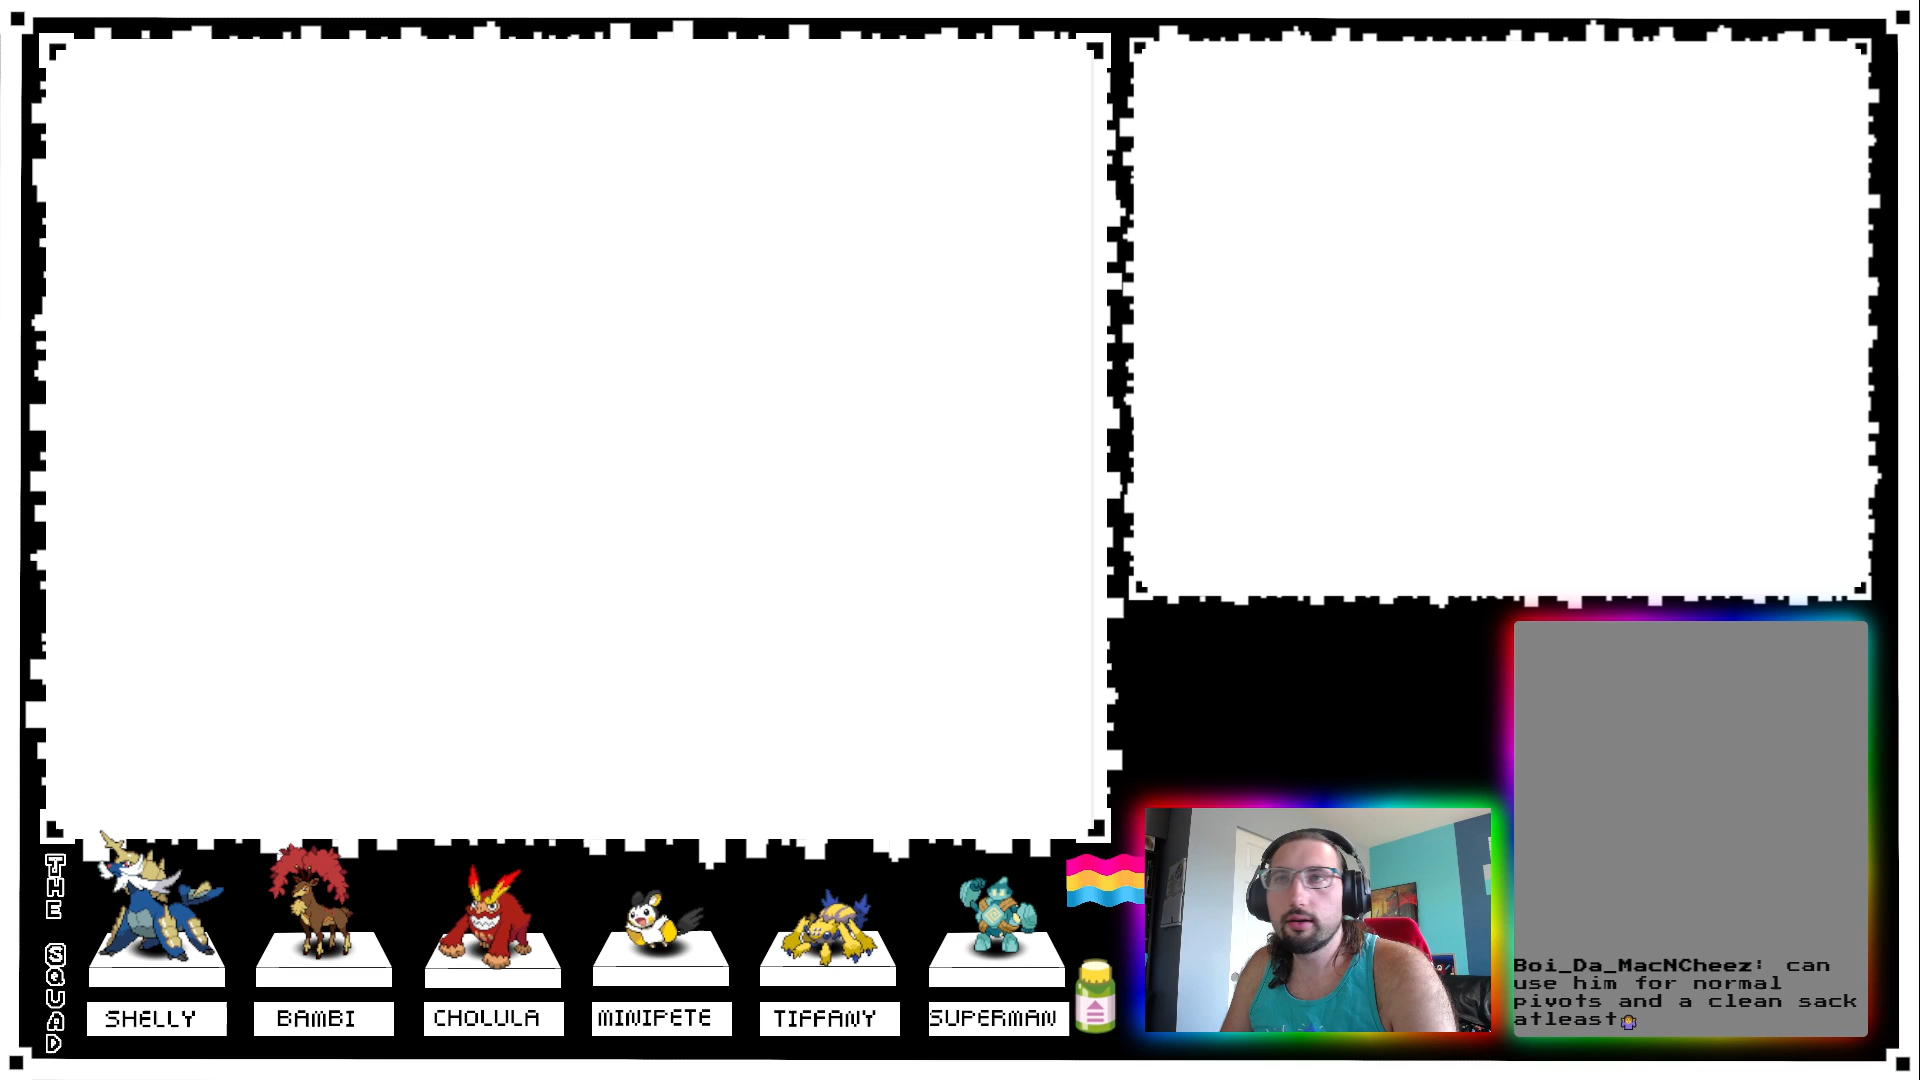 THE SQUAD
SHELLY
BAMBI
CHOLULA
MINIPETE
TIFFANY
SUPERMAN
Boi_Da_MacNCheez: can
use him for normal
pivots and a clean sack
atleast🤷